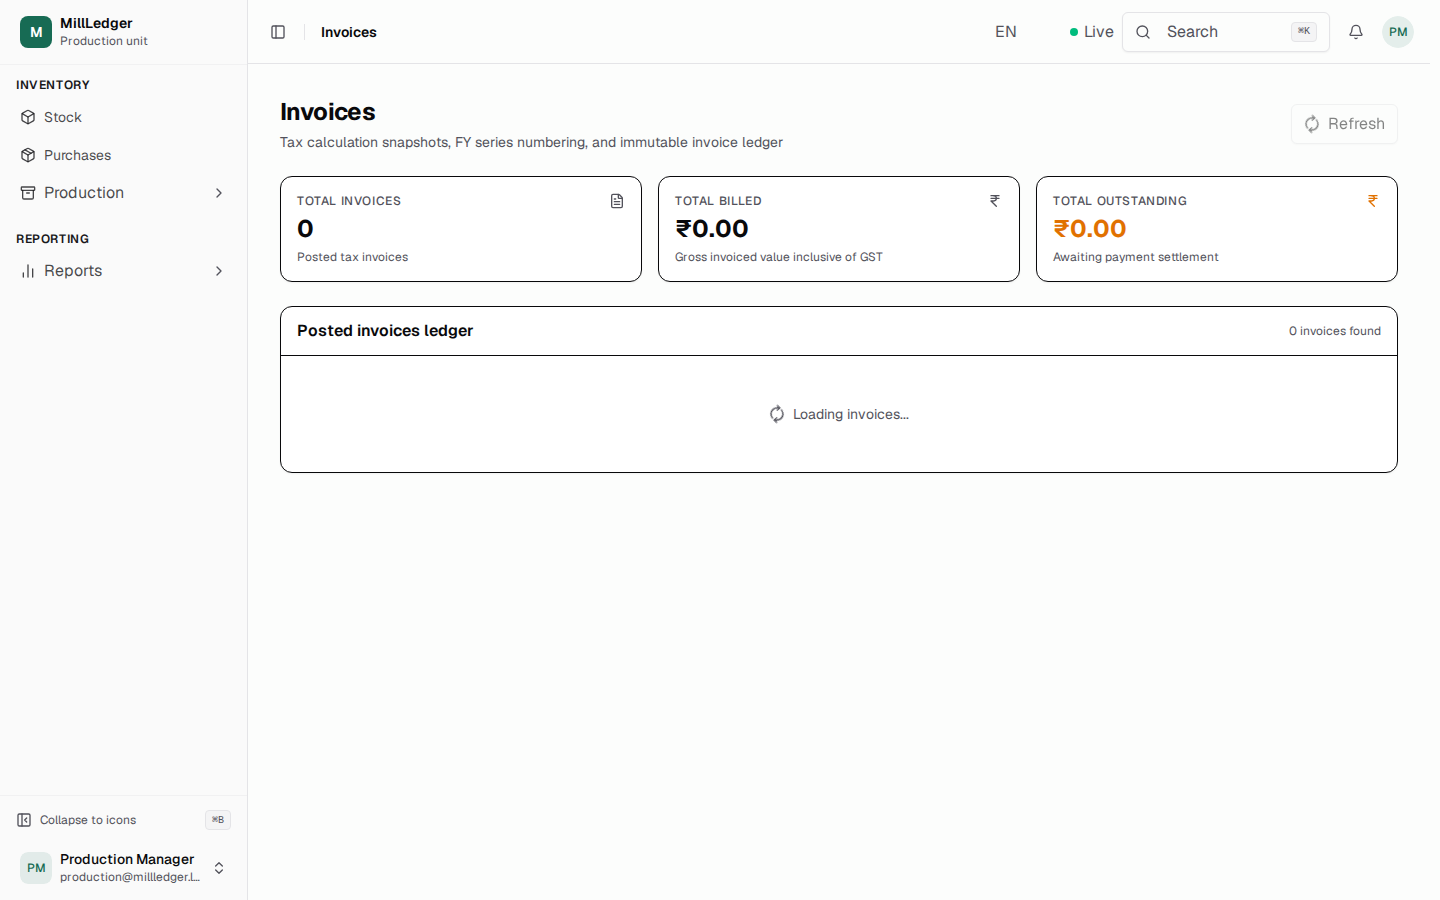 M
MillLedger
Production unit
INVENTORY
Stock
Purchases
Production
REPORTING
Reports
Collapse to icons
⌘B
PM
Production Manager
production@millledger.l...
Invoices
EN
Live
Search
⌘K
PM
Invoices
Tax calculation snapshots, FY series numbering, and immutable invoice ledger
Refresh
TOTAL INVOICES
0
Posted tax invoices
TOTAL BILLED
₹
₹0.00
Gross invoiced value inclusive of GST
TOTAL OUTSTANDING
₹
₹0.00
Awaiting payment settlement
Posted invoices ledger
0 invoices found
Loading invoices...